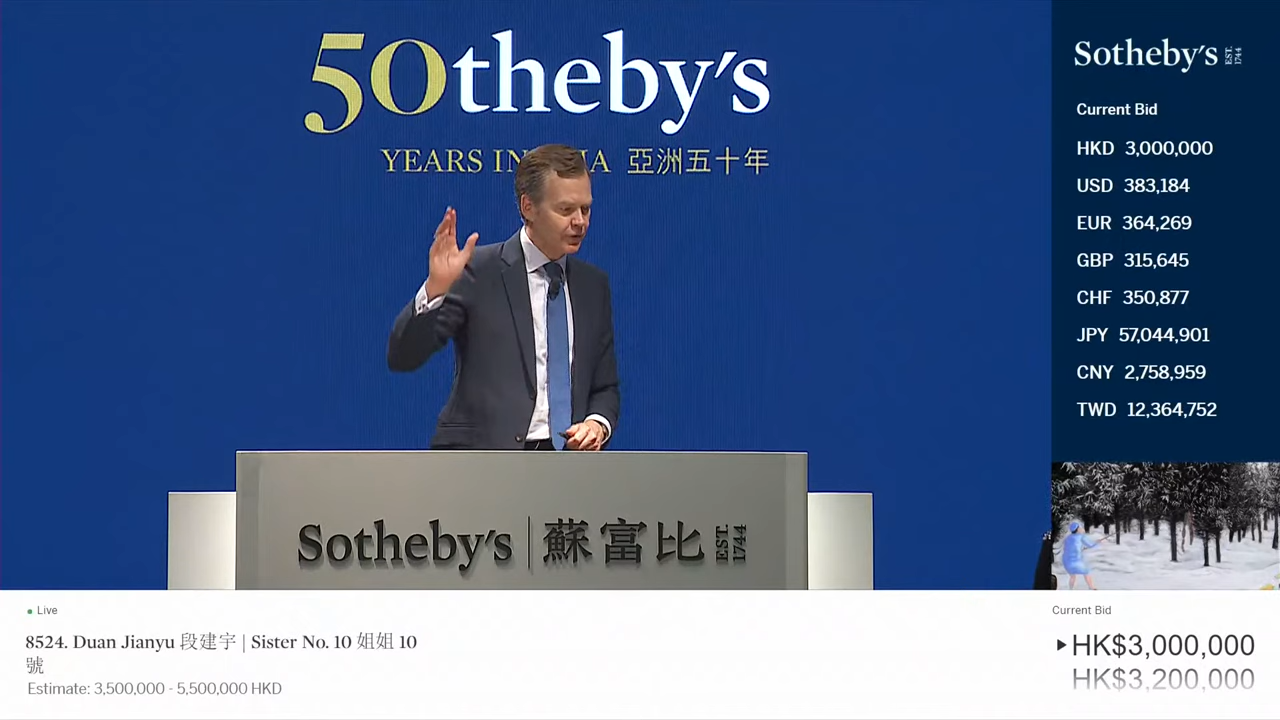 50theby's
YEARS IN ASIA 亞洲五十年
Sotheby's | 蘇富比 EST. 1744
Sotheby's EST. 1744
Current Bid
HKD 3,000,000
USD 383,184
EUR 364,269
GBP 315,645
CHF 350,877
JPY 57,044,901
CNY 2,758,959
TWD 12,364,752
Live
8524. Duan Jianyu 段建宇 | Sister No. 10 姐姐 10
號
Estimate: 3,500,000 - 5,500,000 HKD
Current Bid
HK$3,000,000
HK$3,200,000